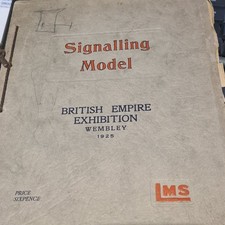 Signalling
Model
BRITISH EMPIRE
EXHIBITION
WEMBLEY
1925
PRICE
SIXPENCE
LMS